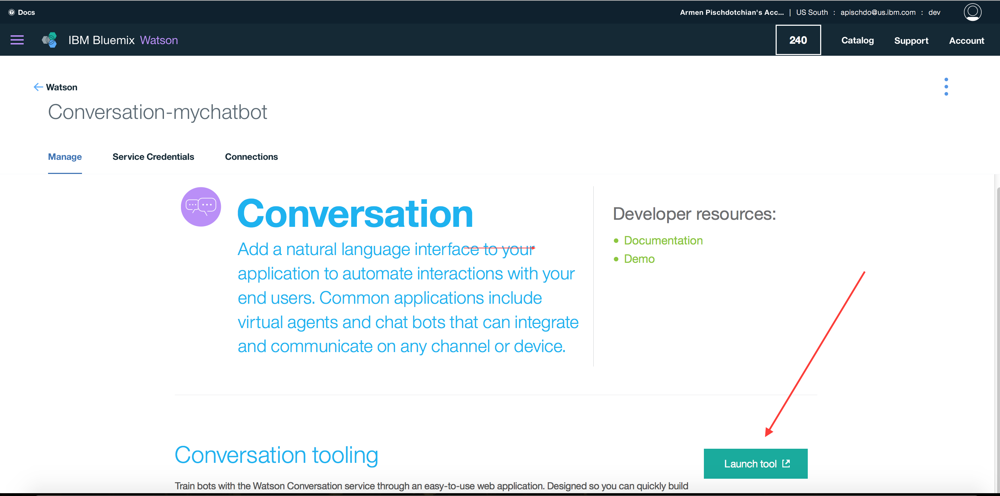 Docs
Armen Pischdotchian's Acc... | US South : apischdo@us.ibm.com : dev
IBM Bluemix Watson
240
Catalog
Support
Account
Watson
Conversation-mychatbot
Manage
Service Credentials
Connections
Conversation
Add a natural language interface to your
application to automate interactions with your
end users. Common applications include
virtual agents and chat bots that can integrate
and communicate on any channel or device.
Developer resources:
Documentation
Demo
Conversation tooling
Launch tool
Train bots with the Watson Conversation service through an easy-to-use web application. Designed so you can quickly build